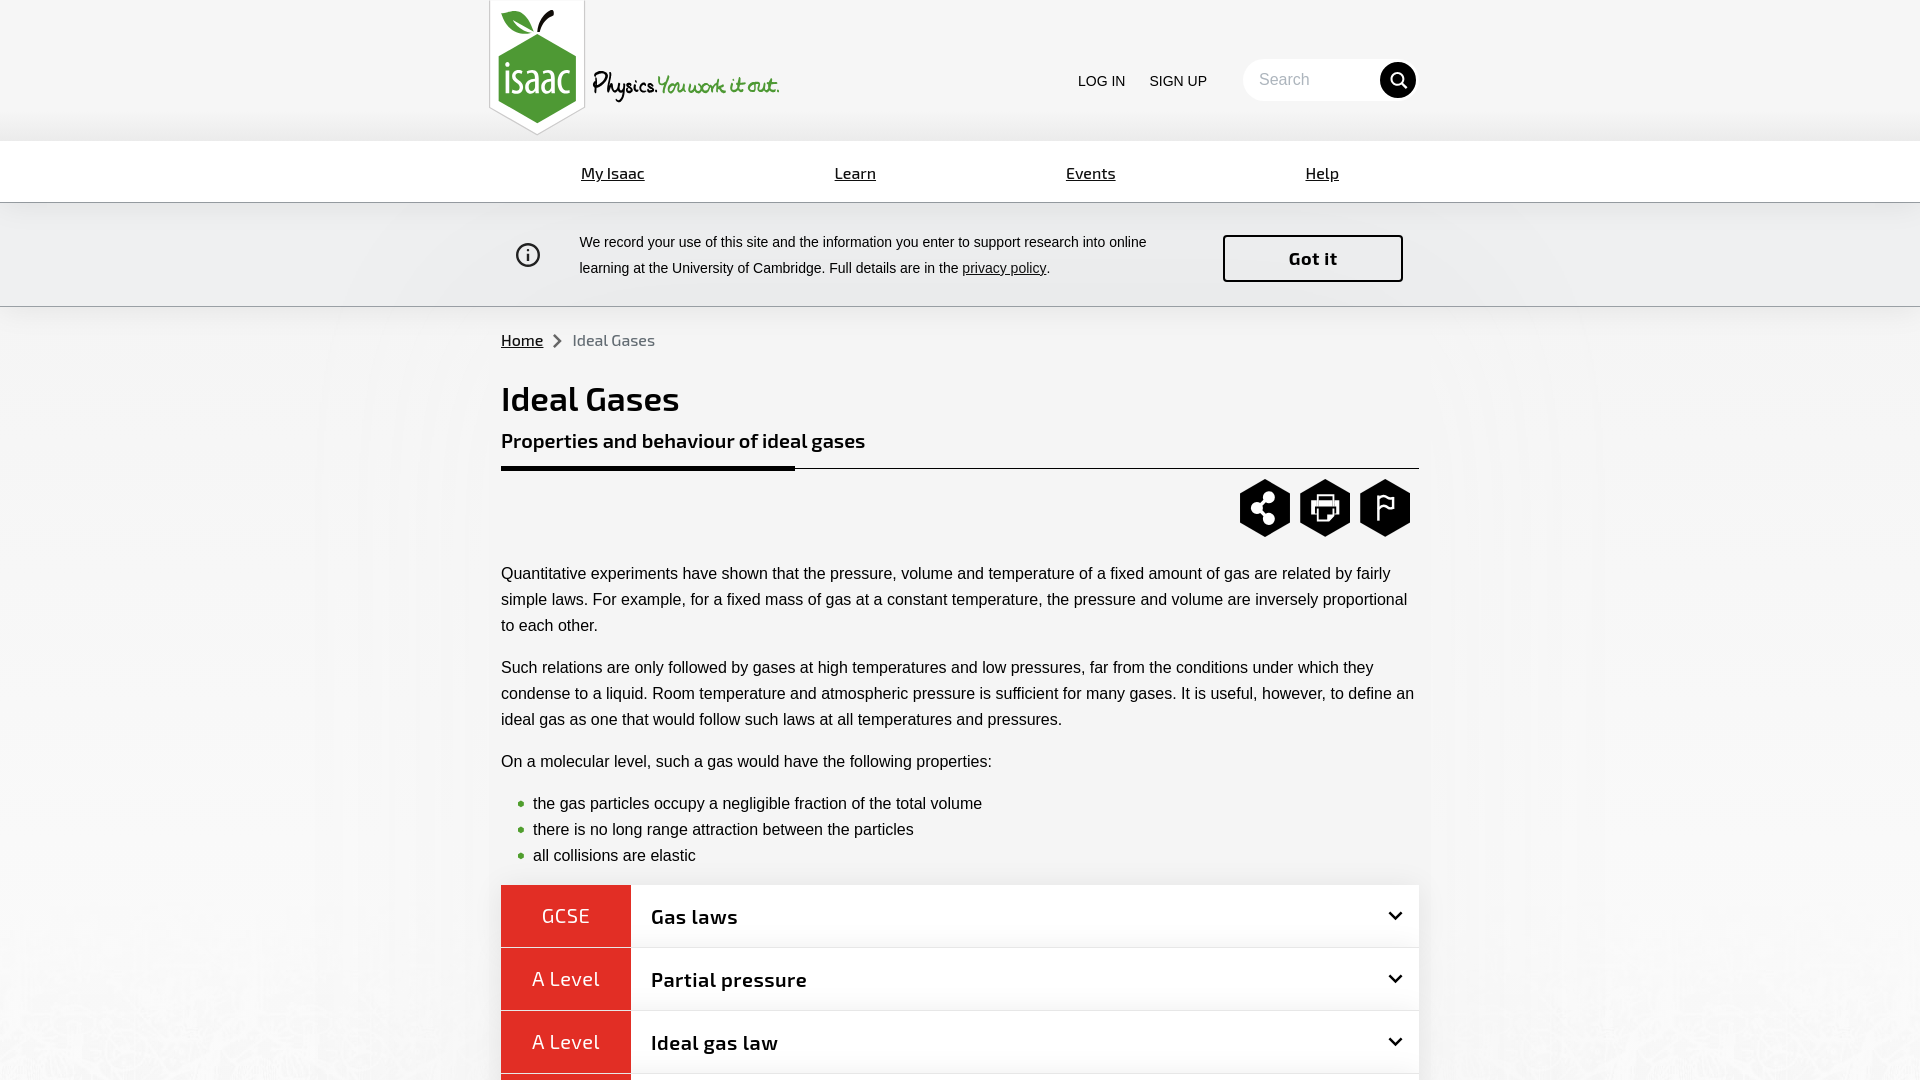 isaac
Physics. You work it out.
LOG IN
SIGN UP
Search
My Isaac
Learn
Events
Help
We record your use of this site and the information you enter to support research into online
learning at the University of Cambridge. Full details are in the privacy policy.
Got it
Home
Ideal Gases
Ideal Gases
Properties and behaviour of ideal gases
Quantitative experiments have shown that the pressure, volume and temperature of a fixed amount of gas are related by fairly
simple laws. For example, for a fixed mass of gas at a constant temperature, the pressure and volume are inversely proportional
to each other.
Such relations are only followed by gases at high temperatures and low pressures, far from the conditions under which they
condense to a liquid. Room temperature and atmospheric pressure is sufficient for many gases. It is useful, however, to define an
ideal gas as one that would follow such laws at all temperatures and pressures.
On a molecular level, such a gas would have the following properties:
the gas particles occupy a negligible fraction of the total volume
there is no long range attraction between the particles
all collisions are elastic
GCSE
Gas laws
A Level
Partial pressure
A Level
Ideal gas law